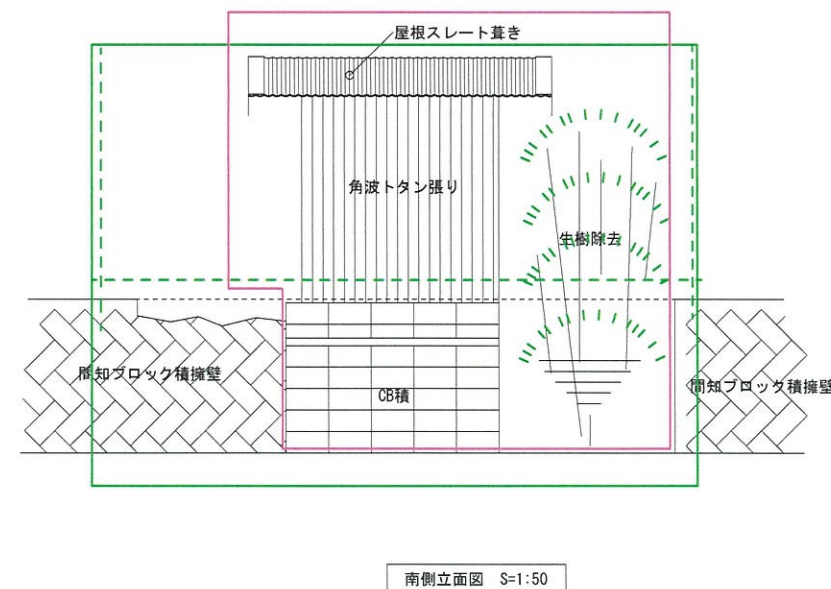 屋根スレート葺き
角波トタン張り
生樹除去
間知ブロック積擁壁
CB積
間知ブロック積擁壁
南側立面図 S=1:50